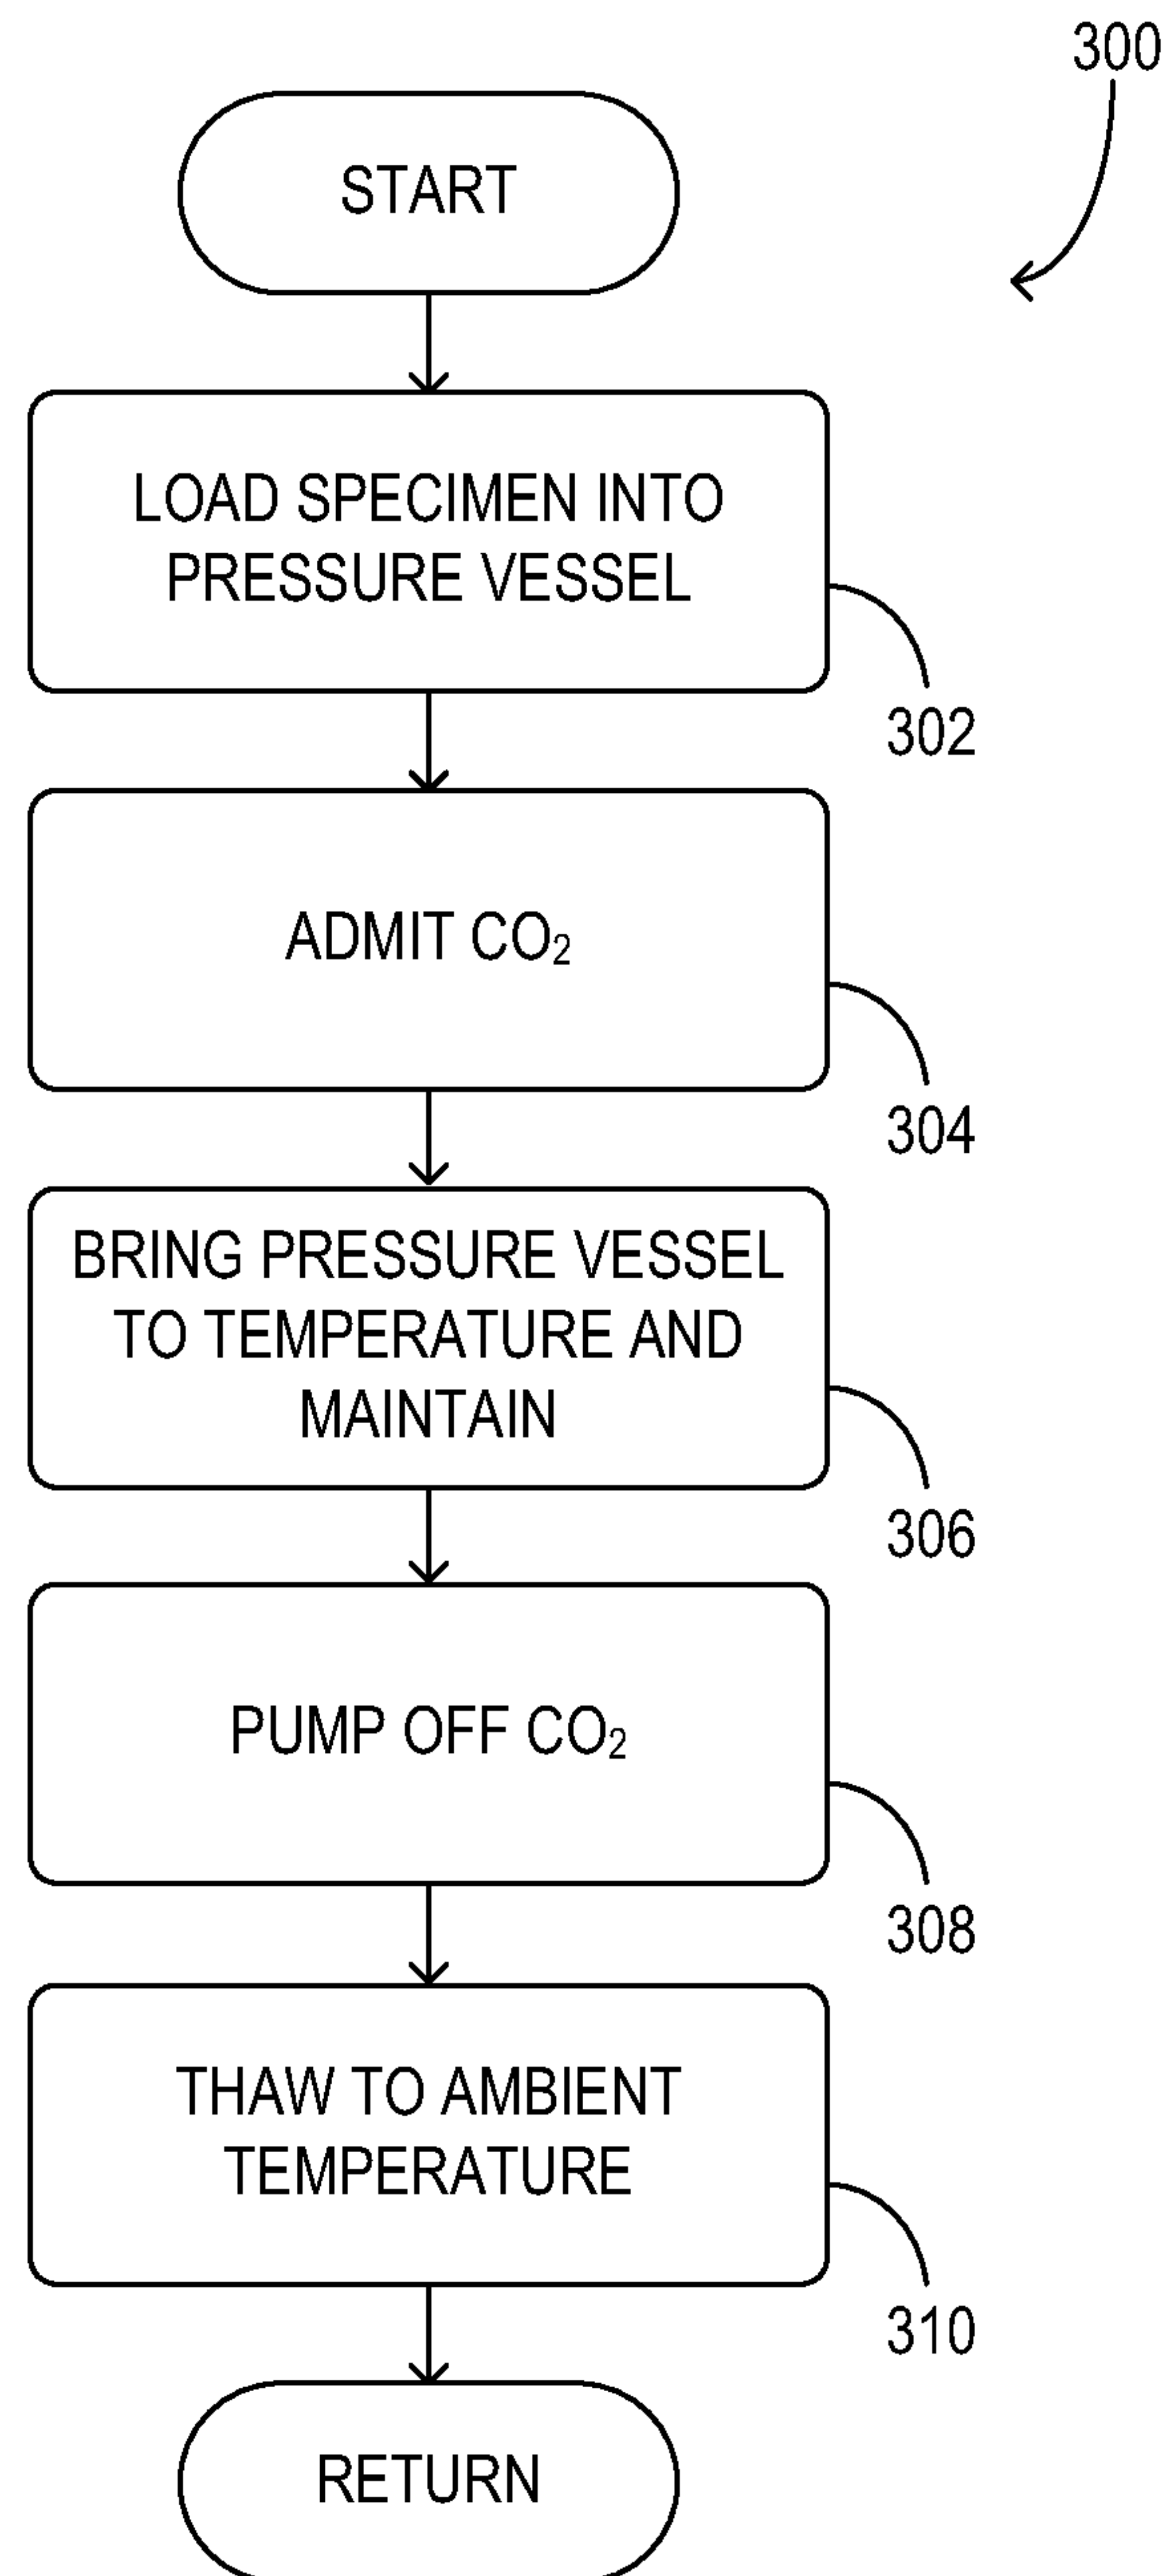 300
START
LOAD SPECIMEN INTO
PRESSURE VESSEL
302
ADMIT CO₂
304
BRING PRESSURE VESSEL
TO TEMPERATURE AND
MAINTAIN
306
PUMP OFF CO₂
308
THAW TO AMBIENT
TEMPERATURE
310
RETURN